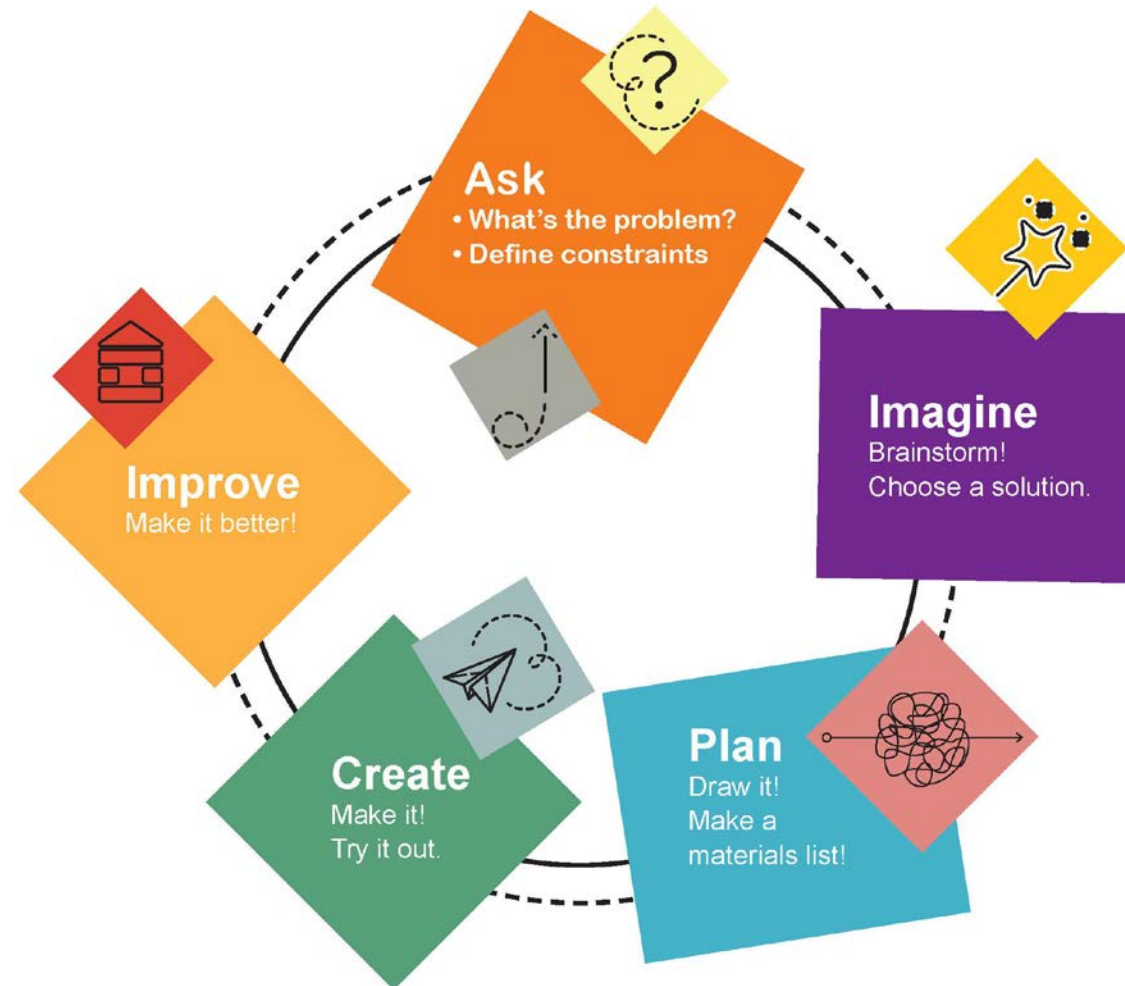 Ask
• What's the problem?
• Define constraints
Imagine
Brainstorm!
Choose a solution.
Plan
Draw it!
Make a
materials list!
Create
Make it!
Try it out.
Improve
Make it better!
?